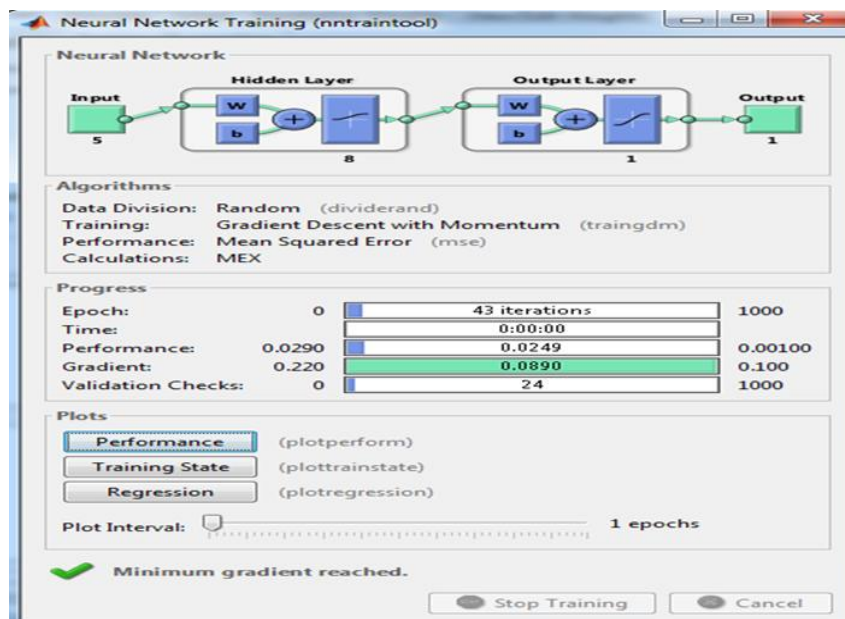 Neural Network Training (nntraintool)
Neural Network
Hidden Layer
Output Layer
Input
W
b
+
W
b
+
Output
5
8
1
1
Algorithms
Data Division: Random (dividerand)
Training: Gradient Descent with Momentum (traingdm)
Performance: Mean Squared Error (mse)
Calculations: MEX
Progress
Epoch: 0 43 iterations 1000
Time: 0:00:00
Performance: 0.0290 0.0249 0.00100
Gradient: 0.220 0.0890 0.100
Validation Checks: 0 24 1000
Plots
Performance (plotperform)
Training State (plottrainstate)
Regression (plotregression)
Plot Interval: 1 epochs
Minimum gradient reached.
Stop Training Cancel